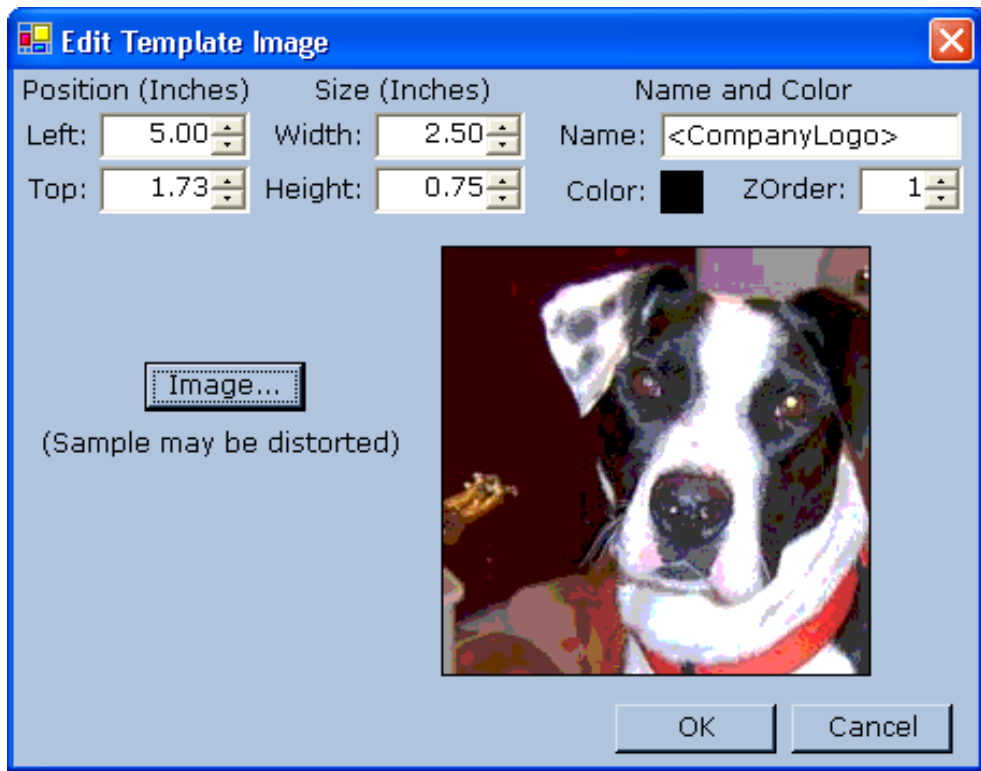 Edit Template Image
Position (Inches) Size (Inches) Name and Color
Left: 5.00 Width: 2.50 Name: <CompanyLogo>
Top: 1.73 Height: 0.75 Color: ZOrder: 1
Image...
(Sample may be distorted)
OK Cancel